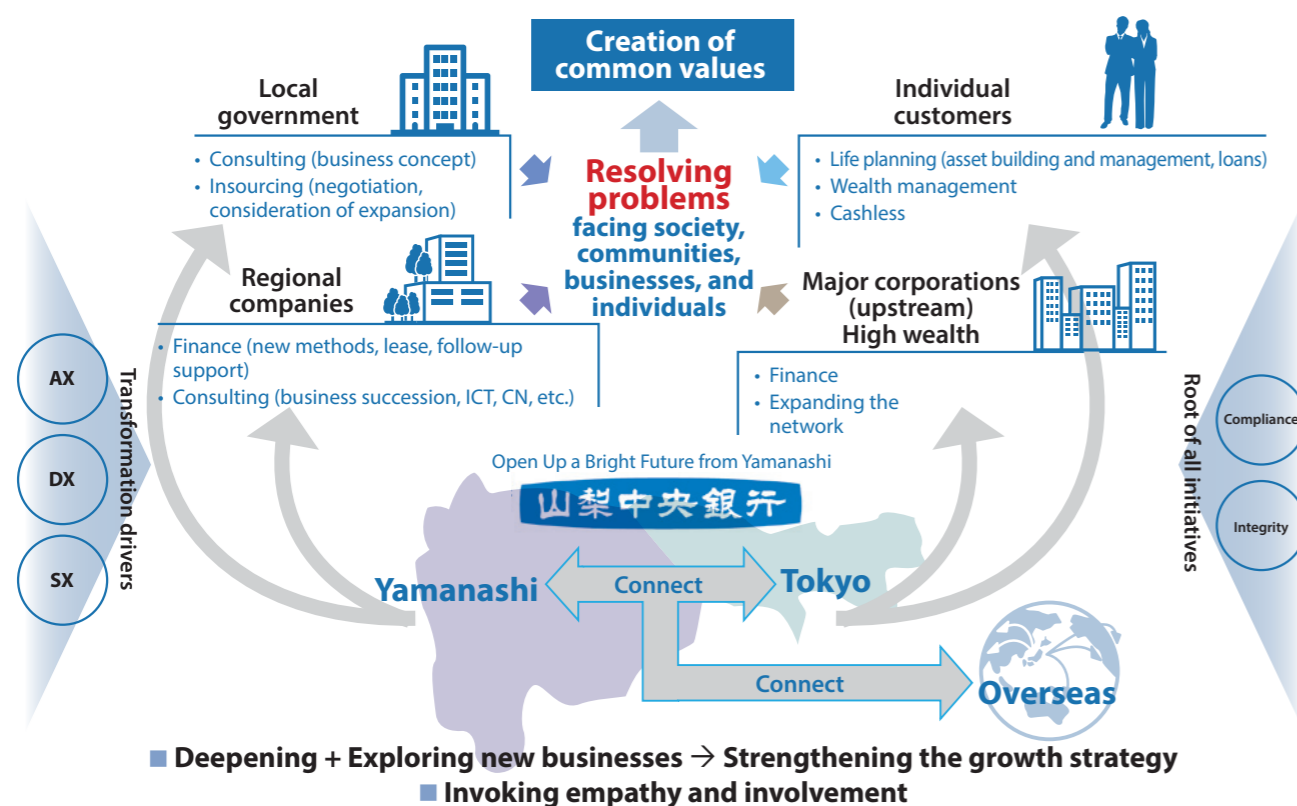 Creation of
common values
Local
government
• Consulting (business concept)
• Insourcing (negotiation,
consideration of expansion)
Individual
customers
• Life planning (asset building and management, loans)
• Wealth management
• Cashless
Resolving
problems
facing society,
communities,
businesses, and
individuals
Regional
companies
• Finance (new methods, lease, follow-up
support)
• Consulting (business succession, ICT, CN, etc.)
Major corporations
(upstream)
High wealth
• Finance
• Expanding the
network
AX
DX
SX
Transformation drivers
Root of all initiatives
Compliance
Integrity
Open Up a Bright Future from Yamanashi
山梨中央銀行
Yamanashi
Connect
Tokyo
Connect
Overseas
■ Deepening + Exploring new businesses → Strengthening the growth strategy
■ Invoking empathy and involvement